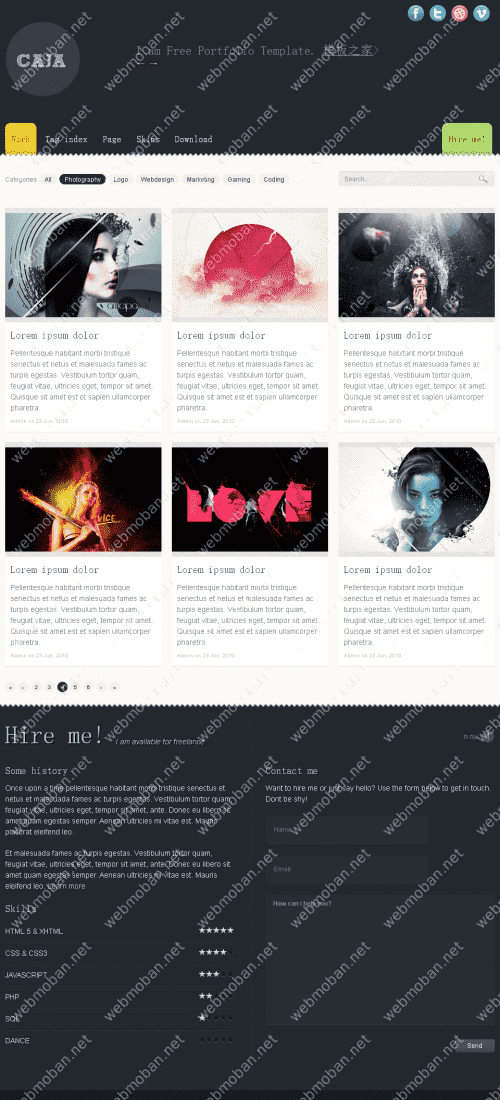 CAJA
I am Free Portfolio Template. 模板之家
→
Work Tag index Page Skins Download
Hire me!
Categories All Photography Logo Webdesign Marketing Gaming Coding
Search...
Lorem ipsum dolor
Pellentesque habitant morbi tristique
senectus et netus et malesuada fames ac
turpis egestas. Vestibulum tortor quam,
feugiat vitae, ultricies eget, tempor sit amet.
Quisque sit amet est et sapien ullamcorper
pharetra.
Admin on 23 Jun, 2010
Lorem ipsum dolor
Pellentesque habitant morbi tristique
senectus et netus et malesuada fames ac
turpis egestas. Vestibulum tortor quam,
feugiat vitae, ultricies eget, tempor sit amet.
Quisque sit amet est et sapien ullamcorper
pharetra.
Admin on 23 Jun, 2010
Lorem ipsum dolor
Pellentesque habitant morbi tristique
senectus et netus et malesuada fames ac
turpis egestas. Vestibulum tortor quam,
feugiat vitae, ultricies eget, tempor sit amet.
Quisque sit amet est et sapien ullamcorper
pharetra.
Admin on 23 Jun, 2010
LOVE
Lorem ipsum dolor
Pellentesque habitant morbi tristique
senectus et netus et malesuada fames ac
turpis egestas. Vestibulum tortor quam,
feugiat vitae, ultricies eget, tempor sit amet.
Quisque sit amet est et sapien ullamcorper
pharetra.
Admin on 23 Jun, 2010
Lorem ipsum dolor
Pellentesque habitant morbi tristique
senectus et netus et malesuada fames ac
turpis egestas. Vestibulum tortor quam,
feugiat vitae, ultricies eget, tempor sit amet.
Quisque sit amet est et sapien ullamcorper
pharetra.
Admin on 23 Jun, 2010
Lorem ipsum dolor
Pellentesque habitant morbi tristique
senectus et netus et malesuada fames ac
turpis egestas. Vestibulum tortor quam,
feugiat vitae, ultricies eget, tempor sit amet.
Quisque sit amet est et sapien ullamcorper
pharetra.
Admin on 23 Jun, 2010
« ‹ 2 3 4 5 6 › »
Hire me! I am available for freelance
Some history
Once upon a time pellentesque habitant morbi tristique senectus et
netus et malesuada fames ac turpis egestas. Vestibulum tortor quam,
feugiat vitae, ultricies eget, tempor sit amet, ante. Donec eu libero sit
amet quam egestas semper. Aenean ultricies mi vitae est. Mauris
placerat eleifend leo.
Et malesuada fames ac turpis egestas. Vestibulum tortor quam,
feugiat vitae, ultricies eget, tempor sit amet, ante. Donec eu libero sit
amet quam egestas semper. Aenean ultricies mi vitae est. Mauris
eleifend leo. Learn more
Skills
HTML 5 & XHTML ★★★★★
CSS & CSS3 ★★★★
JAVASCRIPT ★★★
PHP ★★
SQL ★
DANCE
Contact me
Want to hire me or just say hello? Use the form below to get in touch.
Dont be shy!
Name
Email
How can I help you?
Send
webmoban.net